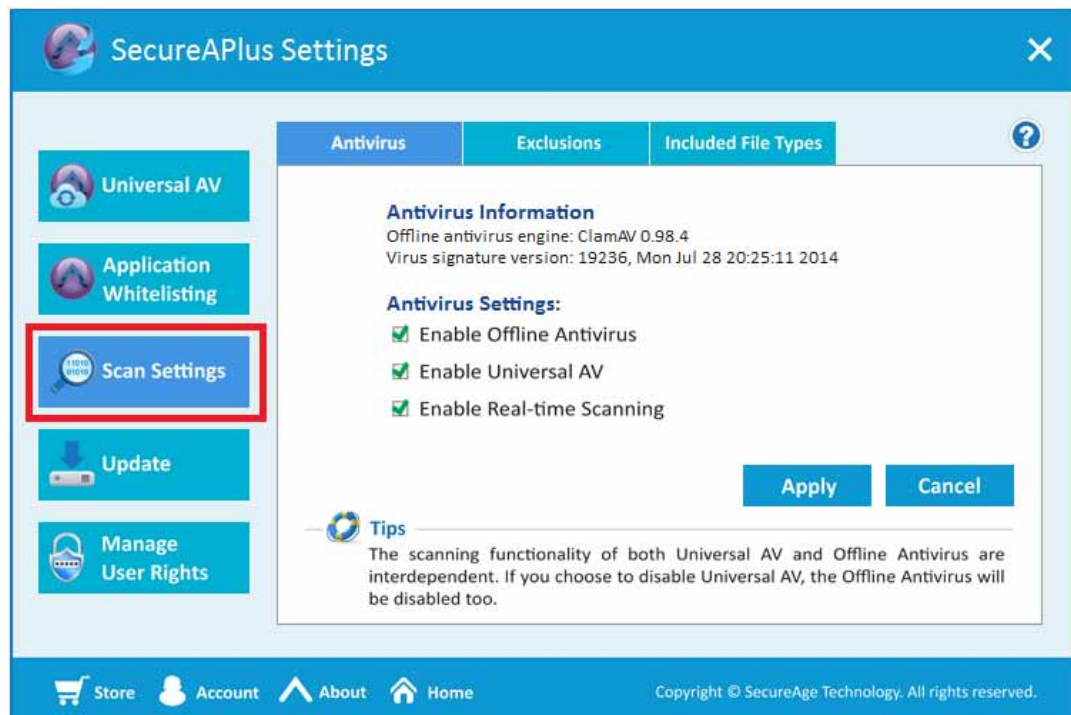 SecureAPlus Settings
Universal AV
Application
Whitelisting
Scan Settings
Update
Manage
User Rights
Antivirus
Exclusions
Included File Types
Antivirus Information
Offline antivirus engine: ClamAV 0.98.4
Virus signature version: 19236, Mon Jul 28 20:25:11 2014
Antivirus Settings:
Enable Offline Antivirus
Enable Universal AV
Enable Real-time Scanning
Apply
Cancel
Tips
The scanning functionality of both Universal AV and Offline Antivirus are
interdependent. If you choose to disable Universal AV, the Offline Antivirus will
be disabled too.
Store
Account
About
Home
Copyright © SecureAge Technology. All rights reserved.